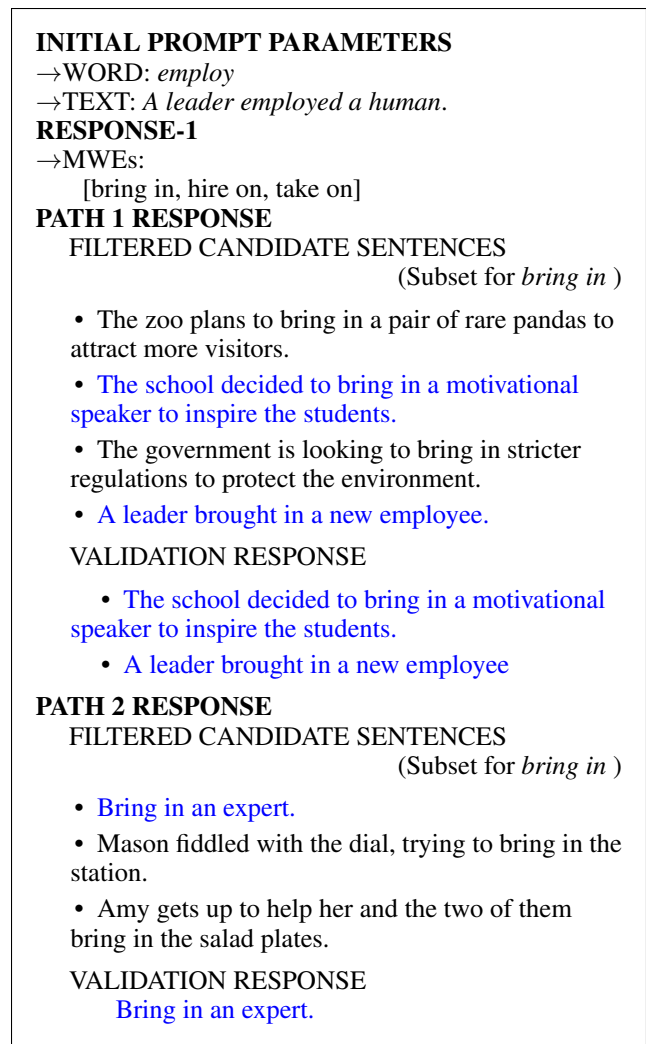 INITIAL PROMPT PARAMETERS
→WORD: employ
→TEXT: A leader employed a human.
RESPONSE-1
→MWEs:
[bring in, hire on, take on]
PATH 1 RESPONSE
FILTERED CANDIDATE SENTENCES
(Subset for bring in )
• The zoo plans to bring in a pair of rare pandas to
attract more visitors.
• The school decided to bring in a motivational
speaker to inspire the students.
• The government is looking to bring in stricter
regulations to protect the environment.
• A leader brought in a new employee.
VALIDATION RESPONSE
• The school decided to bring in a motivational
speaker to inspire the students.
• A leader brought in a new employee
PATH 2 RESPONSE
FILTERED CANDIDATE SENTENCES
(Subset for bring in )
• Bring in an expert.
• Mason fiddled with the dial, trying to bring in the
station.
• Amy gets up to help her and the two of them
bring in the salad plates.
VALIDATION RESPONSE
Bring in an expert.